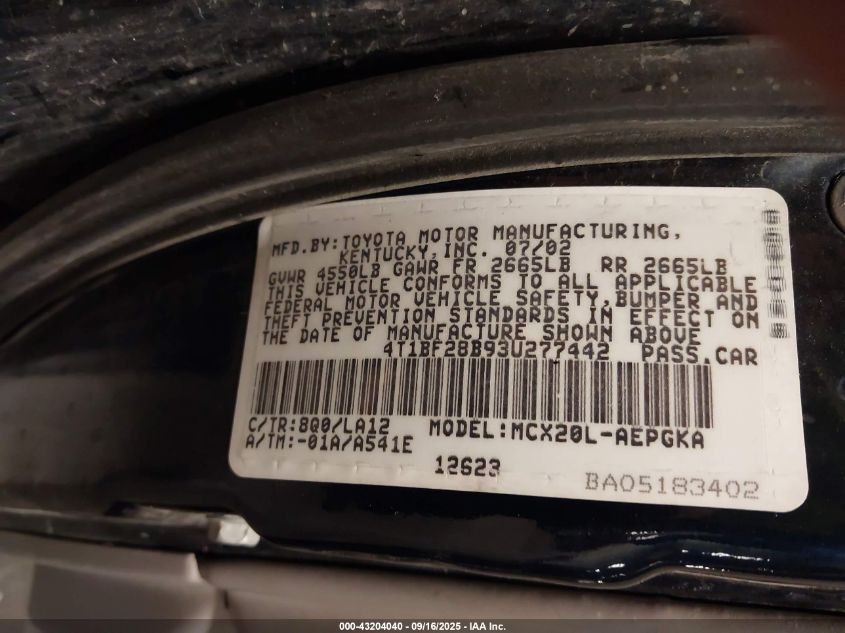 MFD.BY:TOYOTA MOTOR MANUFACTURING,
KENTUCKY,INC. 07/02
GVWR 4550LB GAWR FR 2665LB RR 2665LB
THIS VEHICLE CONFORMS TO ALL APPLICABLE
FEDERAL MOTOR VEHICLE SAFETY,BUMPER AND
THEFT PREVENTION STANDARDS IN EFFECT ON
THE DATE OF MANUFACTURE SHOWN ABOVE
4T1BF28B93U277442 PASS.CAR
C/TR:8Q0/LA12 MODEL:MCX20L-AEPGKA
A/TM:-01A/A541E
12623
BA05183402
000-43204040 - 09/16/2025 - IAA Inc.